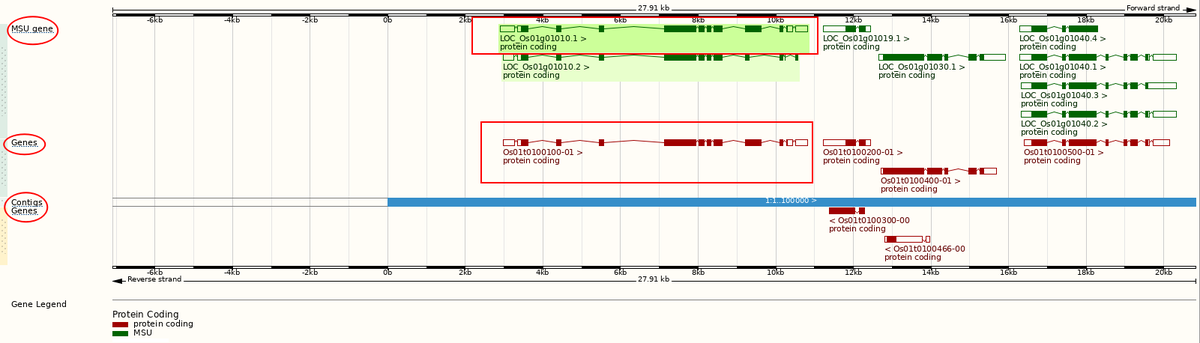 27.91 kb Forward strand
-6kb -4kb -2kb 0b 2kb 4kb 6kb 8kb 10kb 12kb 14kb 16kb 18kb 20kb
MSU gene
LOC_Os01g01010.1 > LOC_Os01g01019.1 > LOC_Os01g01040.4 >
protein coding protein coding protein coding
LOC_Os01g01010.2 > LOC_Os01g01030.1 > LOC_Os01g01040.1 >
protein coding protein coding protein coding
LOC_Os01g01040.3 >
protein coding
LOC_Os01g01040.2 >
protein coding
Genes
Os01t0100100-01 > Os01t0100200-01 > Os01t0100500-01 >
protein coding protein coding protein coding
Os01t0100400-01 >
protein coding
Contigs 1:1..100000 >
Genes
< Os01t0100300-00
protein coding
< Os01t0100466-00
protein coding
-6kb -4kb -2kb 0b 2kb 4kb 6kb 8kb 10kb 12kb 14kb 16kb 18kb 20kb
Reverse strand 27.91 kb
Gene Legend
Protein Coding
protein coding
MSU